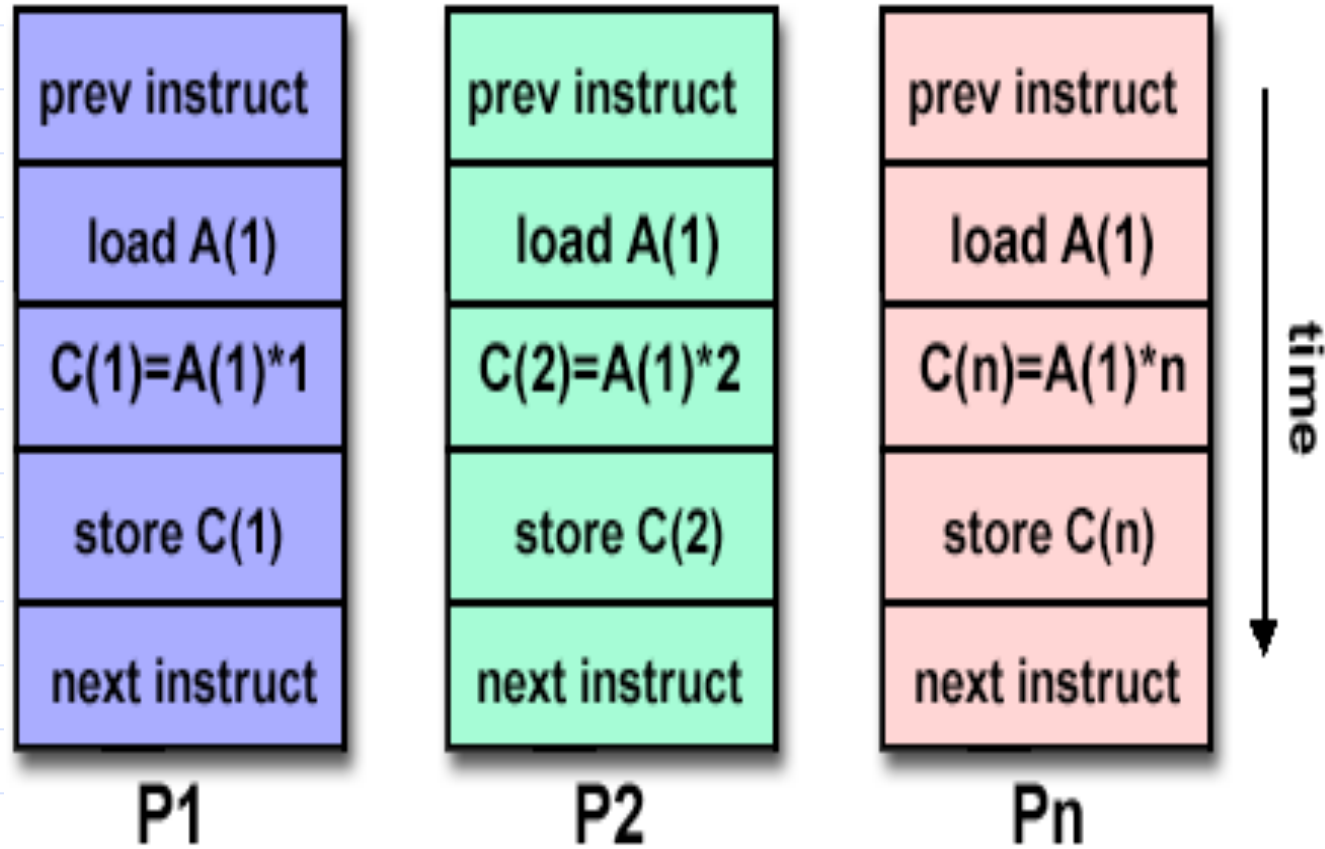 prev instruct
load A(1)
C(1)=A(1)*1
store C(1)
next instruct
P1
prev instruct
load A(1)
C(2)=A(1)*2
store C(2)
next instruct
P2
prev instruct
load A(1)
C(n)=A(1)*n
store C(n)
next instruct
Pn
time